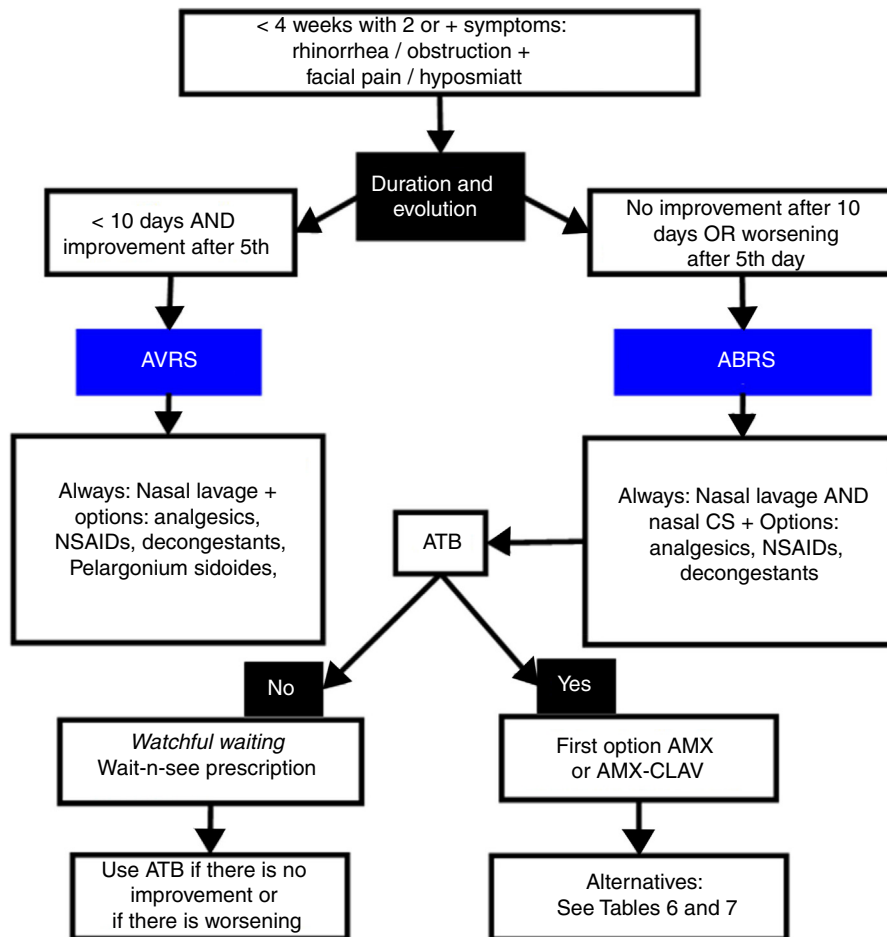 < 4 weeks with 2 or + symptoms:
rhinorrhea / obstruction +
facial pain / hyposmiatt
Duration and
evolution
< 10 days AND
improvement after 5th
No improvement after 10
days OR worsening
after 5th day
AVRS
ABRS
Always: Nasal lavage +
options: analgesics,
NSAIDs, decongestants,
Pelargonium sidoides,
ATB
Always: Nasal lavage AND
nasal CS + Options:
analgesics, NSAIDs,
decongestants
No
Yes
Watchful waiting
Wait-n-see prescription
First option AMX
or AMX-CLAV
Use ATB if there is no
improvement or
if there is worsening
Alternatives:
See Tables 6 and 7